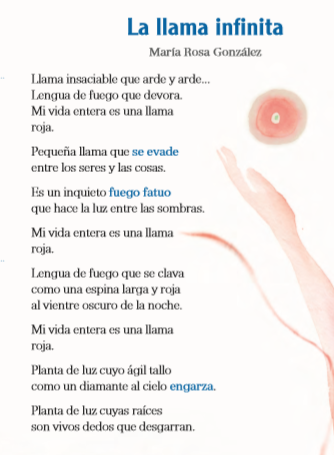 La llama infinita
María Rosa González
Llama insaciable que arde y arde...
Lengua de fuego que devora.
Mi vida entera es una llama
roja.
Pequeña llama que se evade
entre los seres y las cosas.
Es un inquieto fuego fatuo
que hace la luz entre las sombras.
Mi vida entera es una llama
roja.
Lengua de fuego que se clava
como una espina larga y roja
al vientre oscuro de la noche.
Mi vida entera es una llama
roja.
Planta de luz cuyo ágil tallo
como un diamante al cielo engarza.
Planta de luz cuyas raíces
son vivos dedos que desgarran.